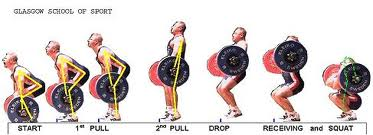 GLASGOW SCHOOL OF SPORT
START 1st PULL 2nd PULL DROP RECEIVING and SQUAT